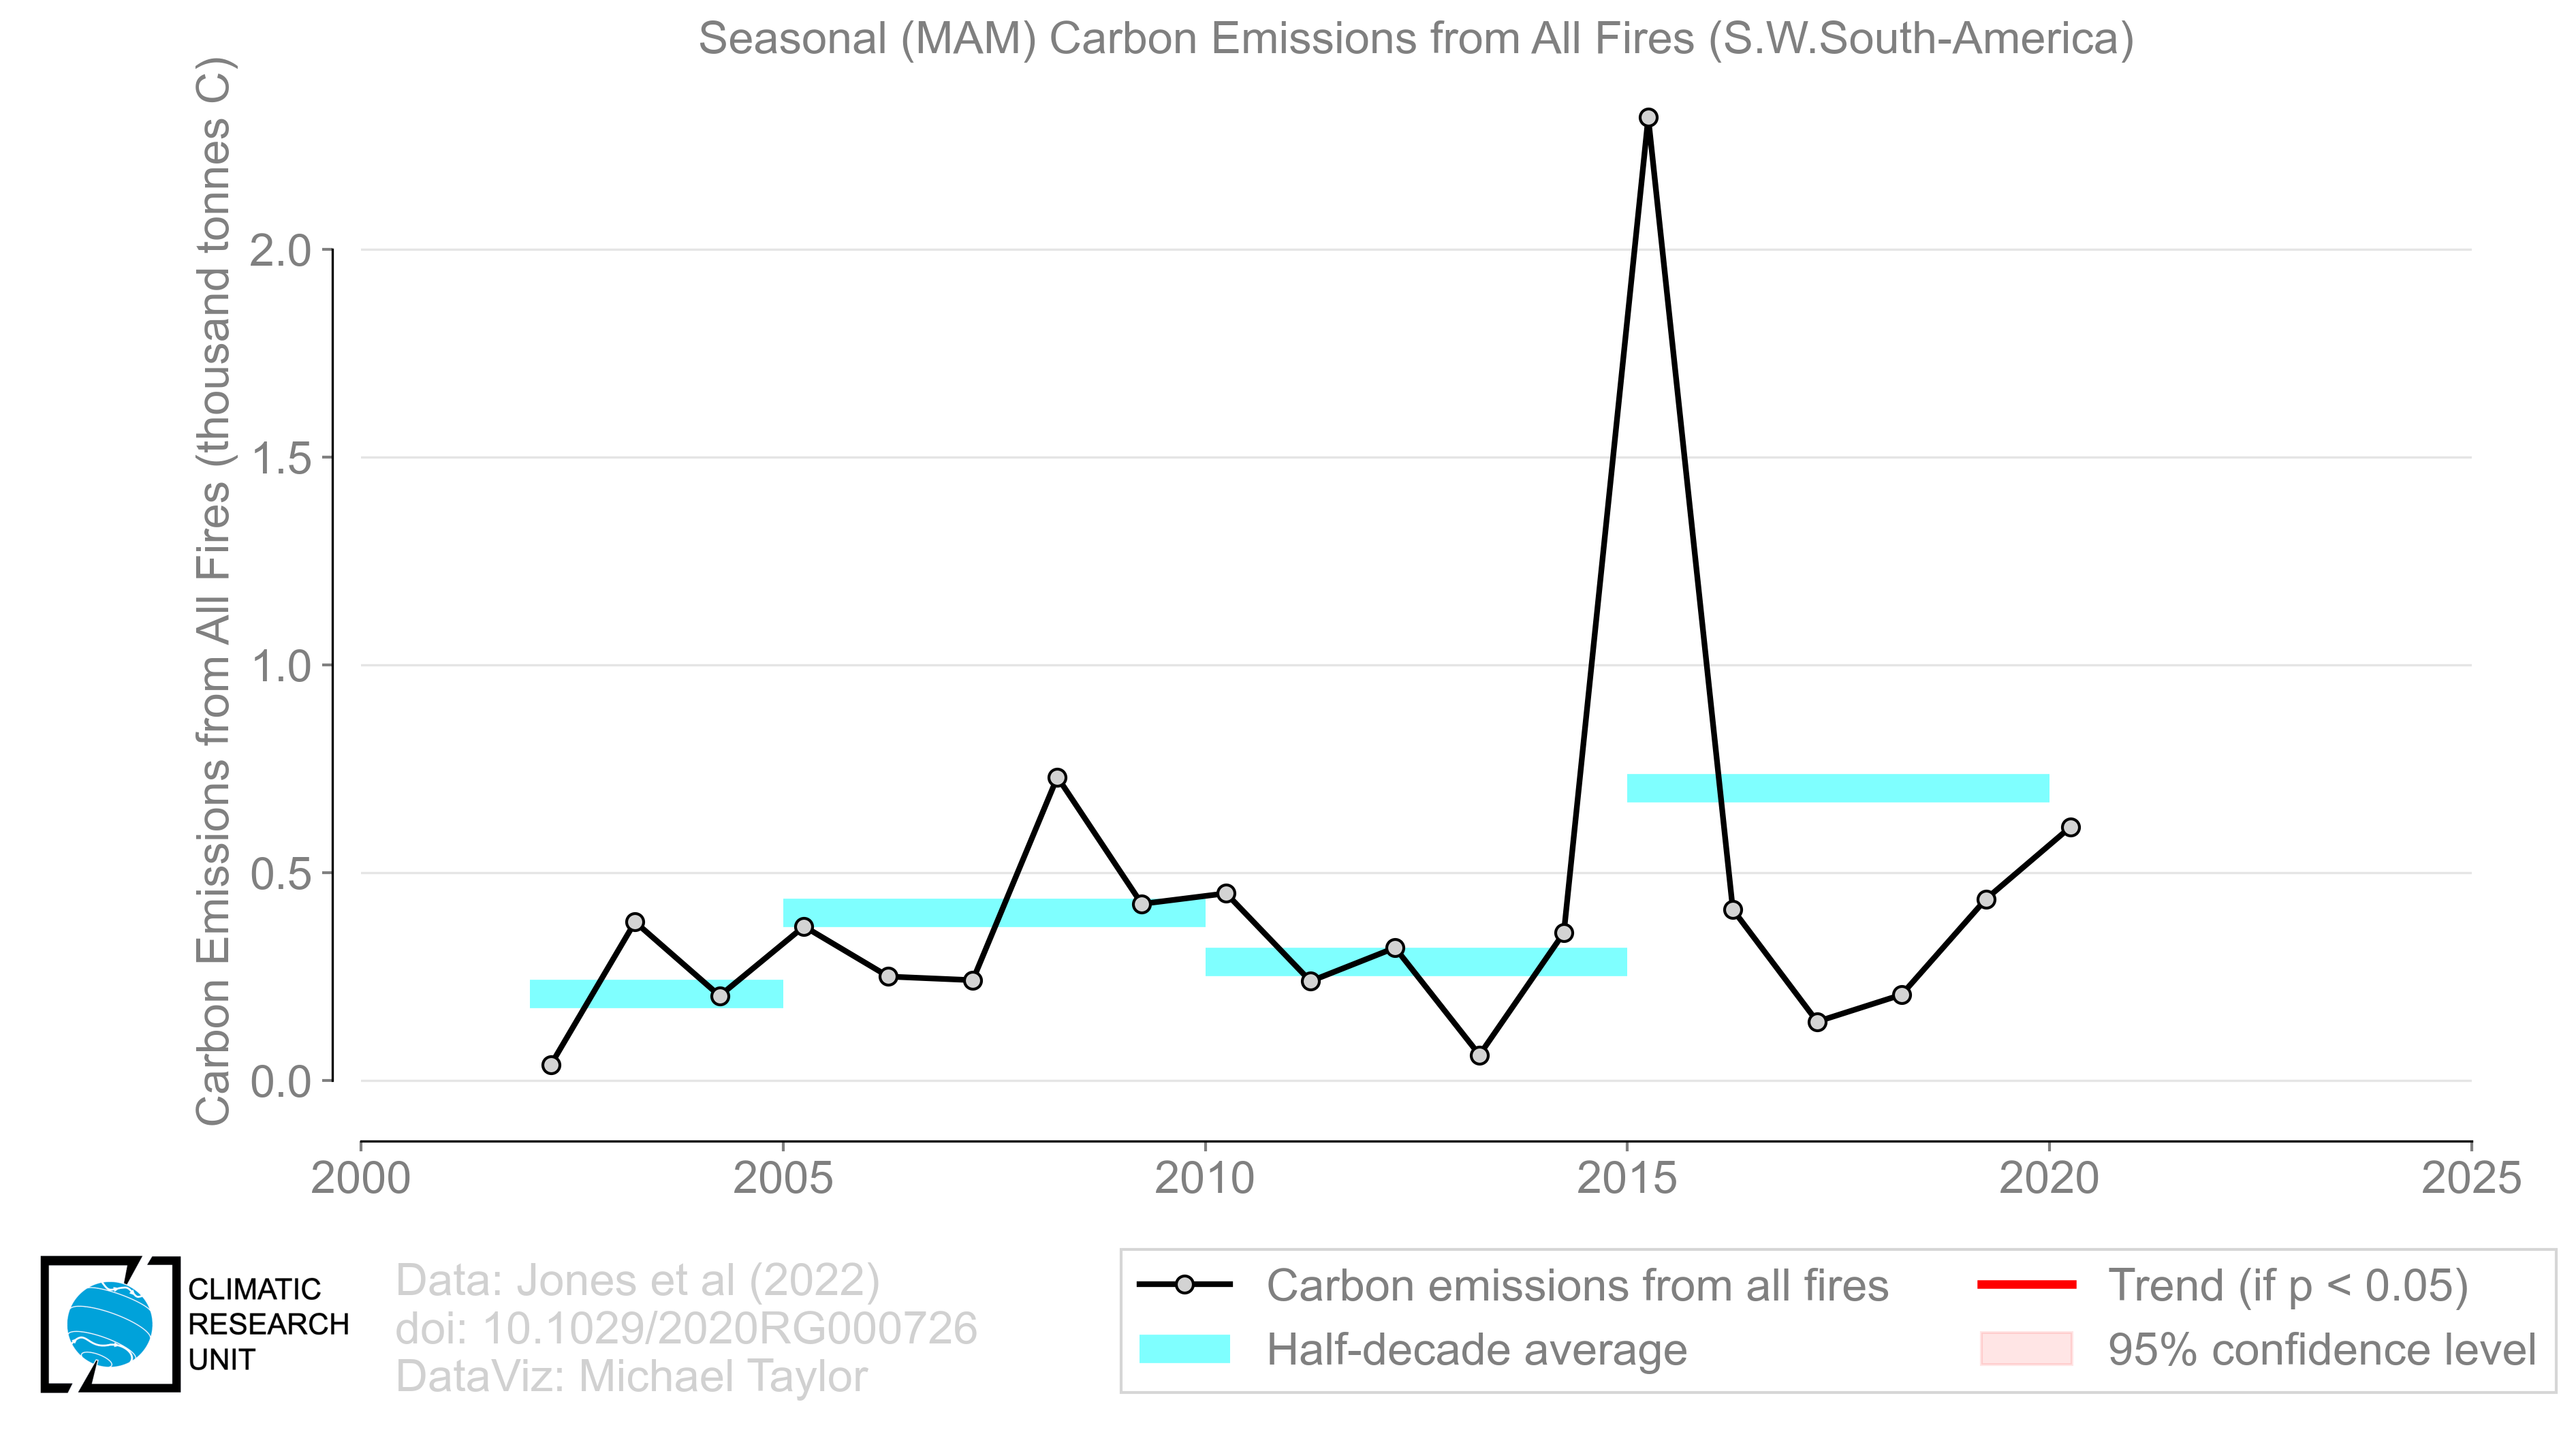 Seasonal (MAM) Carbon Emissions from All Fires (S.W.South-America)
Carbon Emissions from All Fires (thousand tonnes C)
2.0
1.5
1.0
0.5
0.0
2000 2005 2010 2015 2020 2025
CLIMATIC
RESEARCH
UNIT
Data: Jones et al (2022)
doi: 10.1029/2020RG000726
DataViz: Michael Taylor
Carbon emissions from all fires
Half-decade average
Trend (if p < 0.05)
95% confidence level